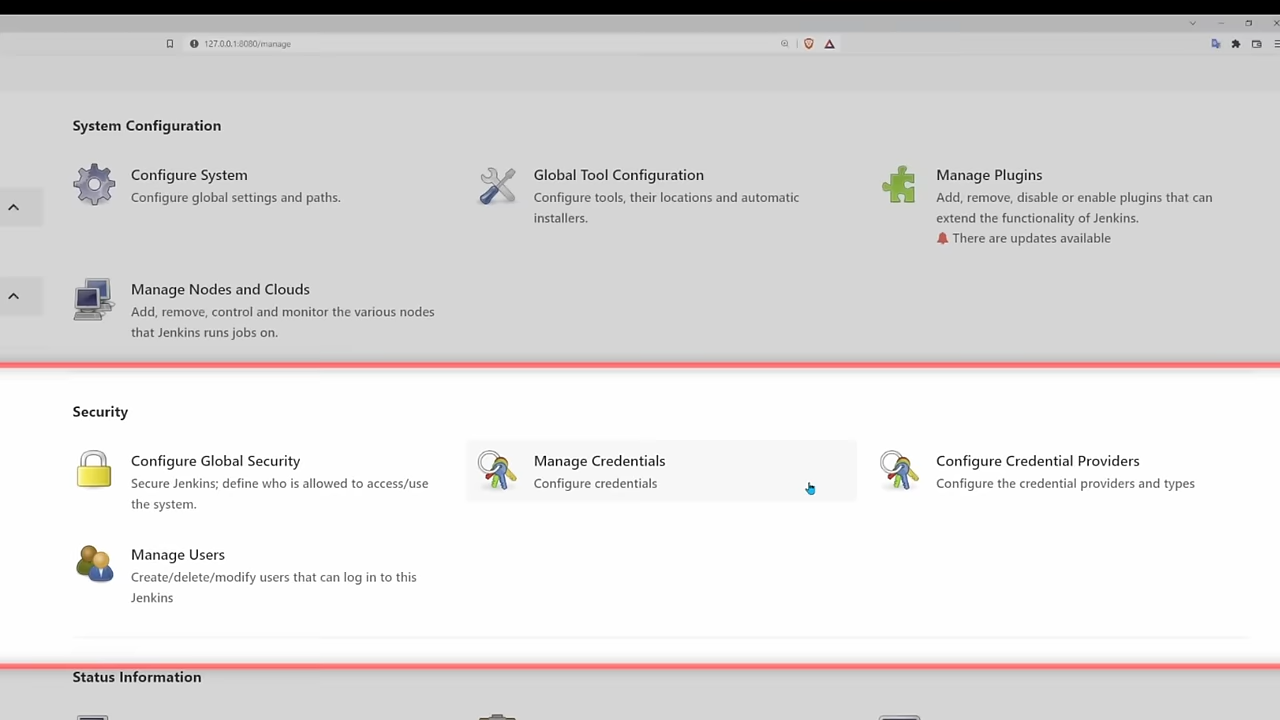 127.0.0.1:8080/manage
System Configuration
Configure System
Configure global settings and paths.
Global Tool Configuration
Configure tools, their locations and automatic
installers.
Manage Plugins
Add, remove, disable or enable plugins that can
extend the functionality of Jenkins.
There are updates available
Manage Nodes and Clouds
Add, remove, control and monitor the various nodes
that Jenkins runs jobs on.
Security
Configure Global Security
Secure Jenkins; define who is allowed to access/use
the system.
Manage Credentials
Configure credentials
Configure Credential Providers
Configure the credential providers and types
Manage Users
Create/delete/modify users that can log in to this
Jenkins
Status Information